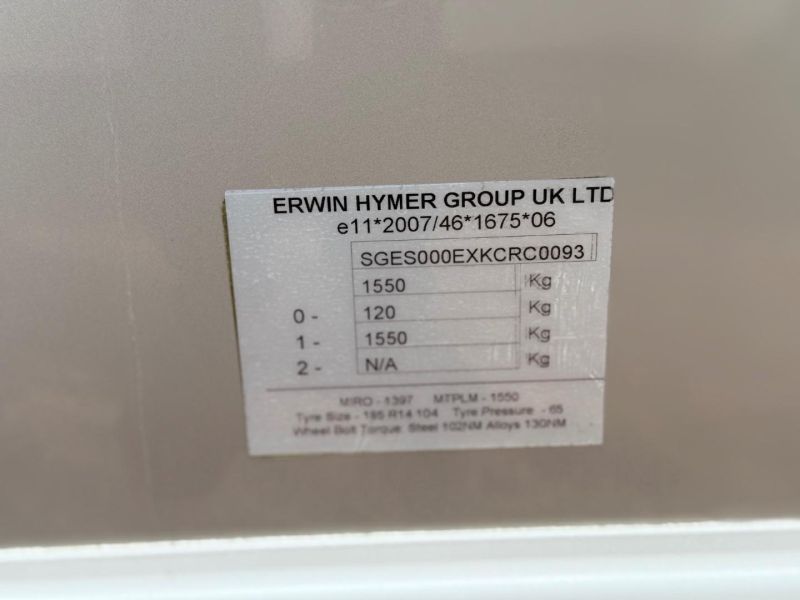 ERWIN HYMER GROUP UK LTD
e11*2007/46*1675*06
SGES000EXKCRC0093
1550 Kg
0 - 120 Kg
1 - 1550 Kg
2 - N/A Kg
MIRO - 1397 MTPLM - 1550
Tyre Size - 185 R14 104 Tyre Pressure - 65
Wheel Bolt Torque: Steel 102NM Alloys 130NM